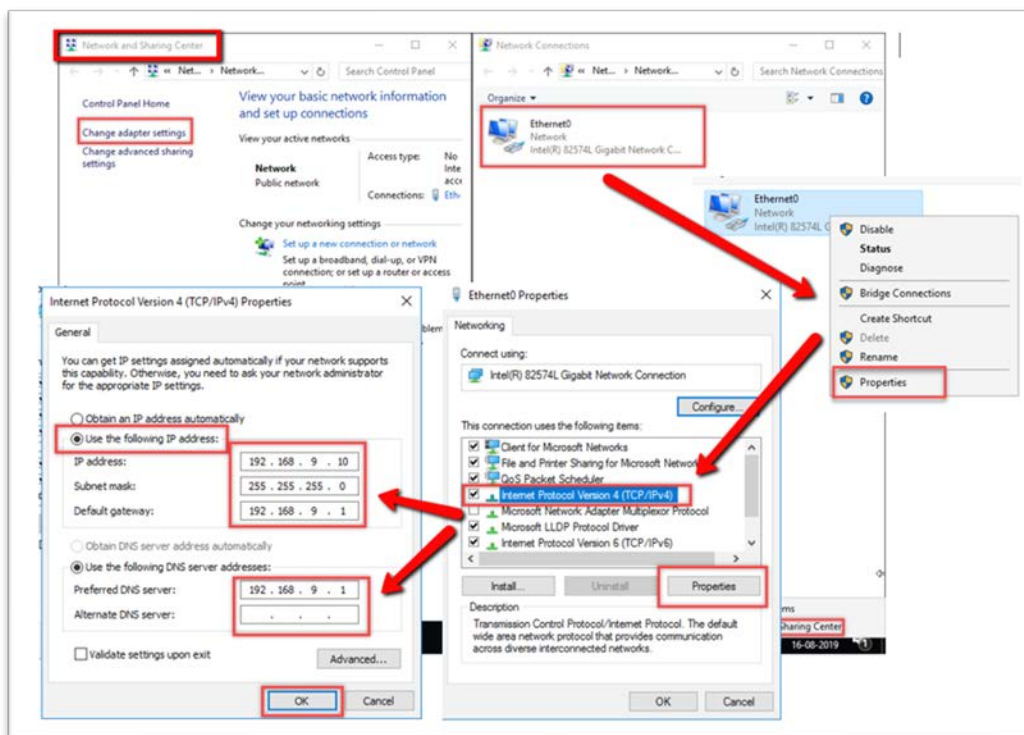 Network and Sharing Center
Net... > Network...
Search Control Panel
Control Panel Home
Change adapter settings
Change advanced sharing
settings
View your basic network information
and set up connections
View your active networks
Network
Public network
Access type: No
Inte
acce
Connections: Eth
Change your networking settings
Set up a new connection or network
Set up a broadband, dial-up, or VPN
connection; or set up a router or access
point.
Network Connections
Net... > Network...
Search Network Connections
Organize
Ethernet0
Network
Intel(R) 82574L Gigabit Network C...
Ethernet0
Network
Intel(R) 82574L G
Disable
Status
Diagnose
Bridge Connections
Create Shortcut
Delete
Rename
Properties
Internet Protocol Version 4 (TCP/IPv4) Properties
General
You can get IP settings assigned automatically if your network supports
this capability. Otherwise, you need to ask your network administrator
for the appropriate IP settings.
Obtain an IP address automatically
Use the following IP address:
IP address: 192 . 168 . 9 . 10
Subnet mask: 255 . 255 . 255 . 0
Default gateway: 192 . 168 . 9 . 1
Obtain DNS server address automatically
Use the following DNS server addresses:
Preferred DNS server: 192 . 168 . 9 . 1
Alternate DNS server: . . .
Validate settings upon exit
Advanced...
OK Cancel
blem
Ethernet0 Properties
Networking
Connect using:
Intel(R) 82574L Gigabit Network Connection
Configure...
This connection uses the following items:
Client for Microsoft Networks
File and Printer Sharing for Microsoft Network
QoS Packet Scheduler
Internet Protocol Version 4 (TCP/IPv4)
Microsoft Network Adapter Multiplexor Protocol
Microsoft LLDP Protocol Driver
Internet Protocol Version 6 (TCP/IPv6)
Install... Uninstall Properties
Description
Transmission Control Protocol/Internet Protocol. The default
wide area network protocol that provides communication
across diverse interconnected networks.
OK Cancel
ms
Sharing Center
16-08-2019